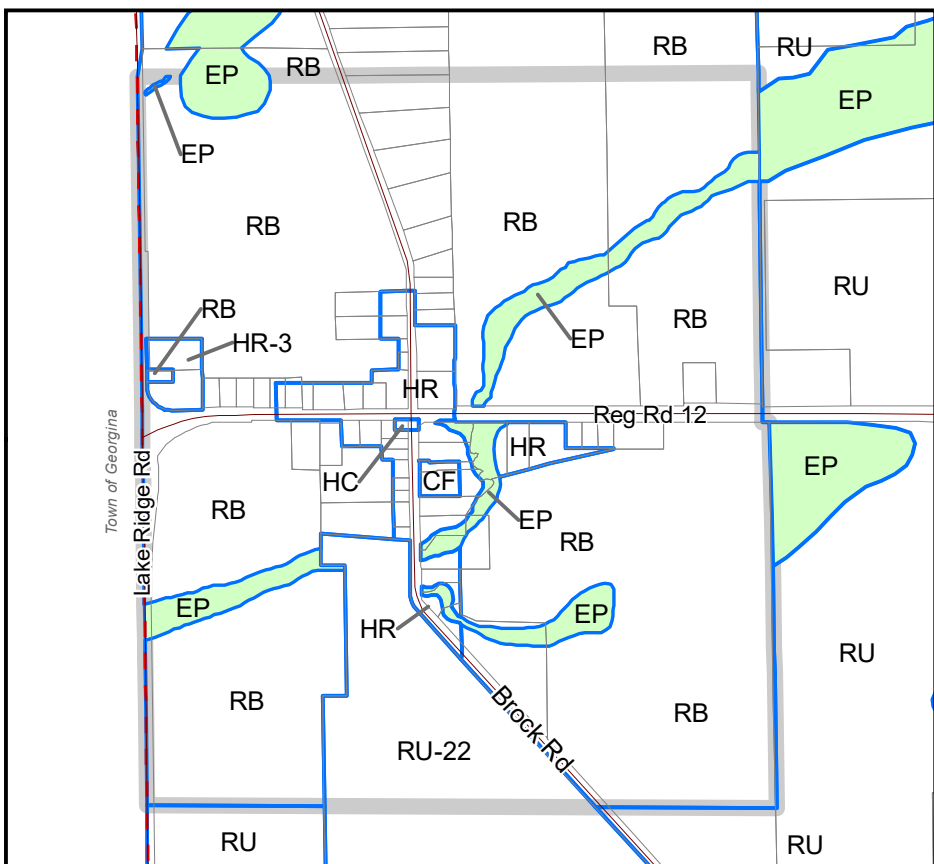 RB
RU
EP
RB
EP
EP
RB
RB
RU
RB
RB
EP
HR-3
HR
Reg Rd 12
Town of Georgina
HR
EP
HC
CF
RB
EP
RB
Lake Ridge Rd
EP
EP
HR
RU
RB
RB
Brock Rd
RU-22
RU
RU